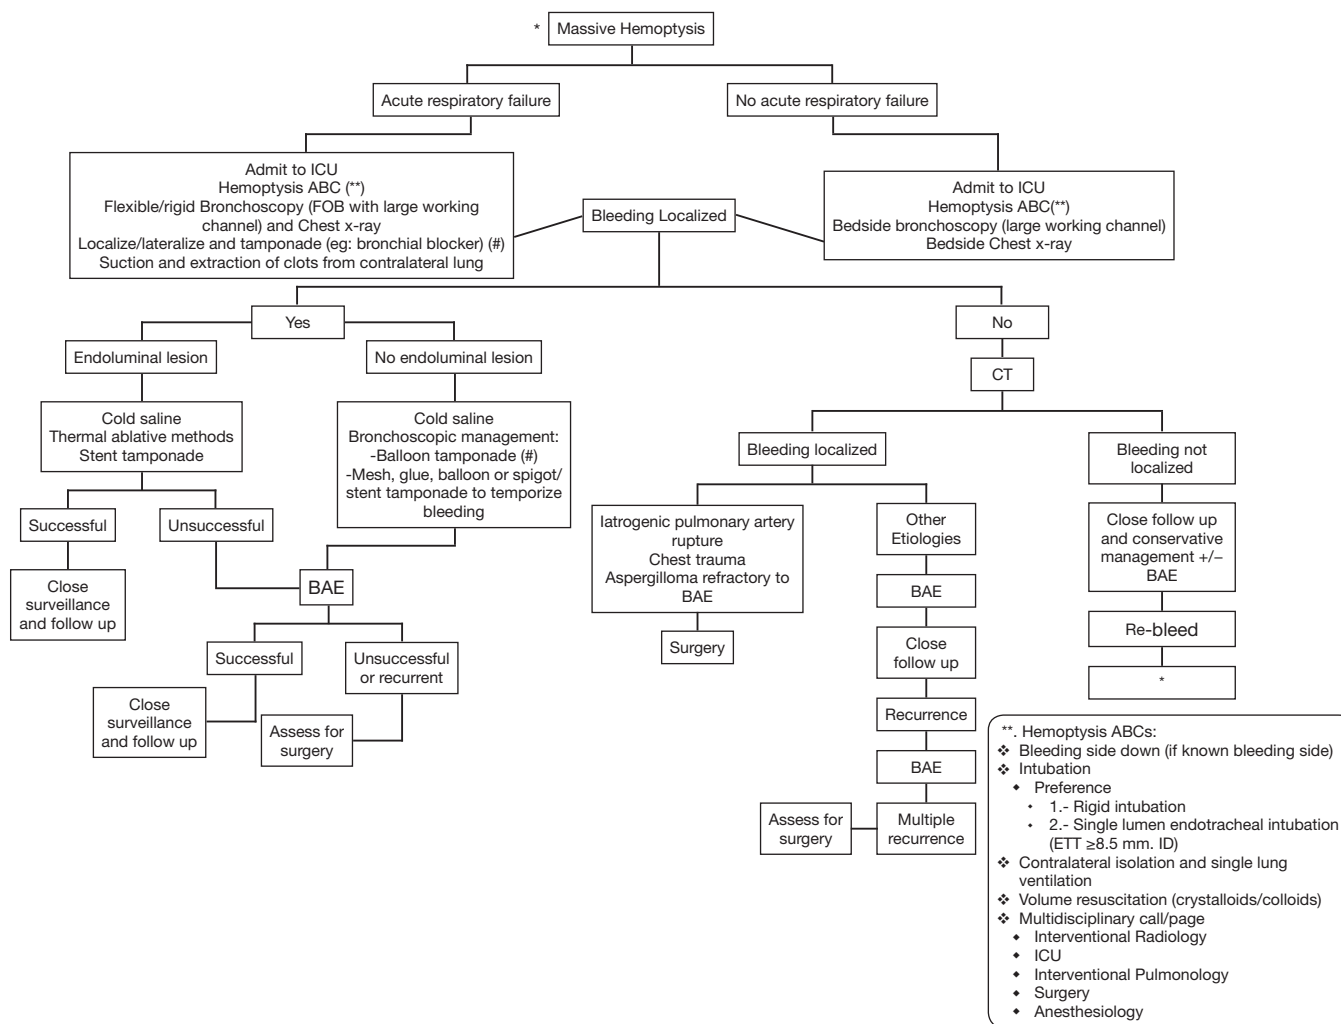 * Massive Hemoptysis
Acute respiratory failure
No acute respiratory failure
Admit to ICU
Hemoptysis ABC (**)
Flexible/rigid Bronchoscopy (FOB with large working
channel) and Chest x-ray
Localize/lateralize and tamponade (eg: bronchial blocker) (#)
Suction and extraction of clots from contralateral lung
Bleeding Localized
Admit to ICU
Hemoptysis ABC(**)
Bedside bronchoscopy (large working channel)
Bedside Chest x-ray
Yes
No
Endoluminal lesion
No endoluminal lesion
CT
Cold saline
Thermal ablative methods
Stent tamponade
Cold saline
Bronchoscopic management:
-Balloon tamponade (#)
-Mesh, glue, balloon or spigot/
stent tamponade to temporize
bleeding
Bleeding localized
Bleeding not
localized
Successful
Unsuccessful
Iatrogenic pulmonary artery
rupture
Chest trauma
Aspergilloma refractory to
BAE
Other
Etiologies
Close follow up
and conservative
management +/−
BAE
Close
surveillance
and follow up
BAE
BAE
Re-bleed
Successful
Unsuccessful
or recurrent
Surgery
Close
follow up
*
Close
surveillance
and follow up
Assess for
surgery
Recurrence
BAE
Assess for
surgery
Multiple
recurrence
**. Hemoptysis ABCs:
❖ Bleeding side down (if known bleeding side)
❖ Intubation
◆ Preference
◆ 1.- Rigid intubation
◆ 2.- Single lumen endotracheal intubation
(ETT ≥8.5 mm. ID)
❖ Contralateral isolation and single lung
ventilation
❖ Volume resuscitation (crystalloids/colloids)
❖ Multidisciplinary call/page
◆ Interventional Radiology
◆ ICU
◆ Interventional Pulmonology
◆ Surgery
◆ Anesthesiology